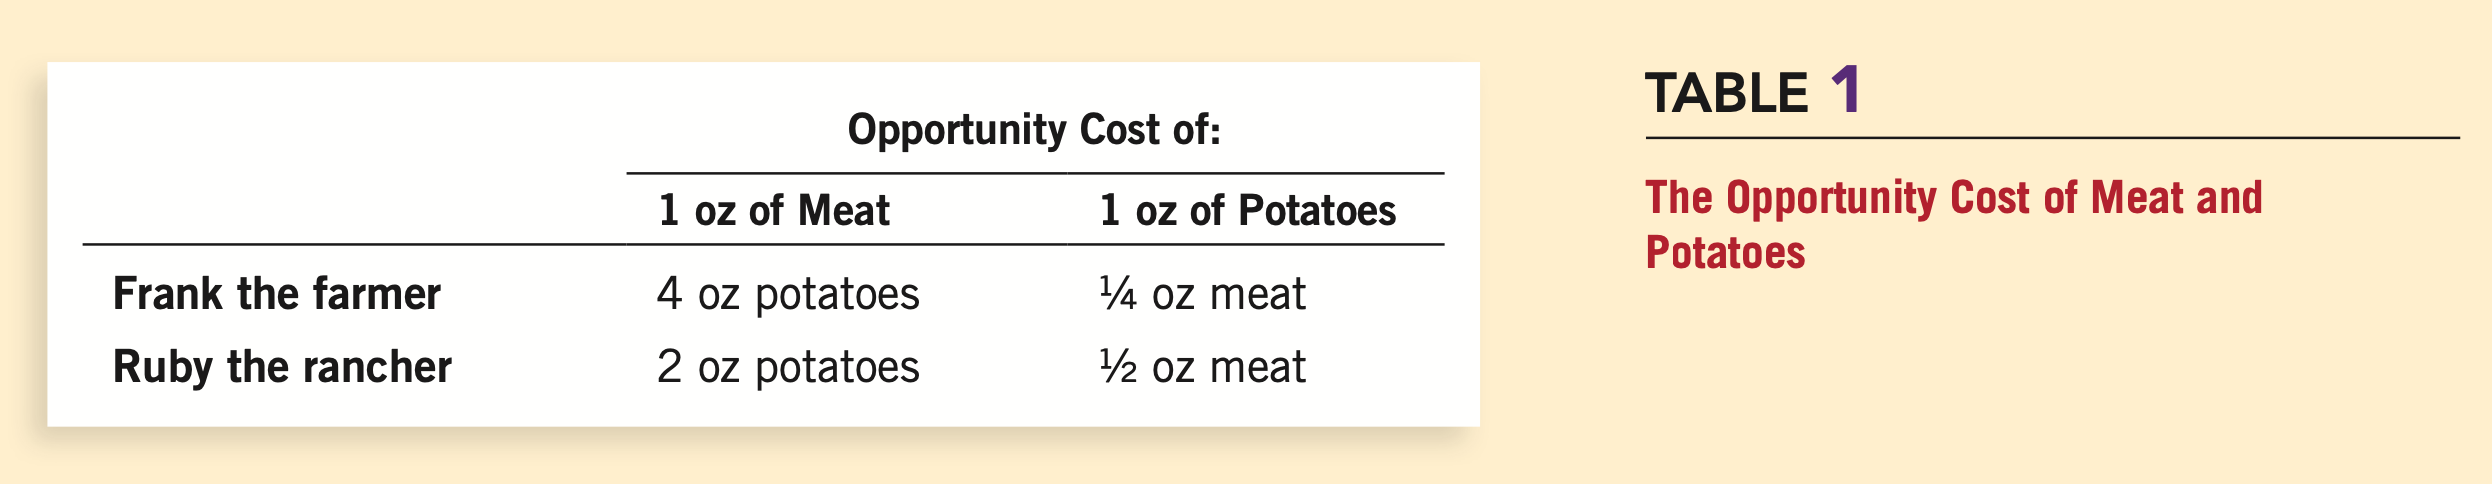 Opportunity Cost of:
1 oz of Meat 1 oz of Potatoes
Frank the farmer 4 oz potatoes ¼ oz meat
Ruby the rancher 2 oz potatoes ½ oz meat
TABLE 1
The Opportunity Cost of Meat and
Potatoes